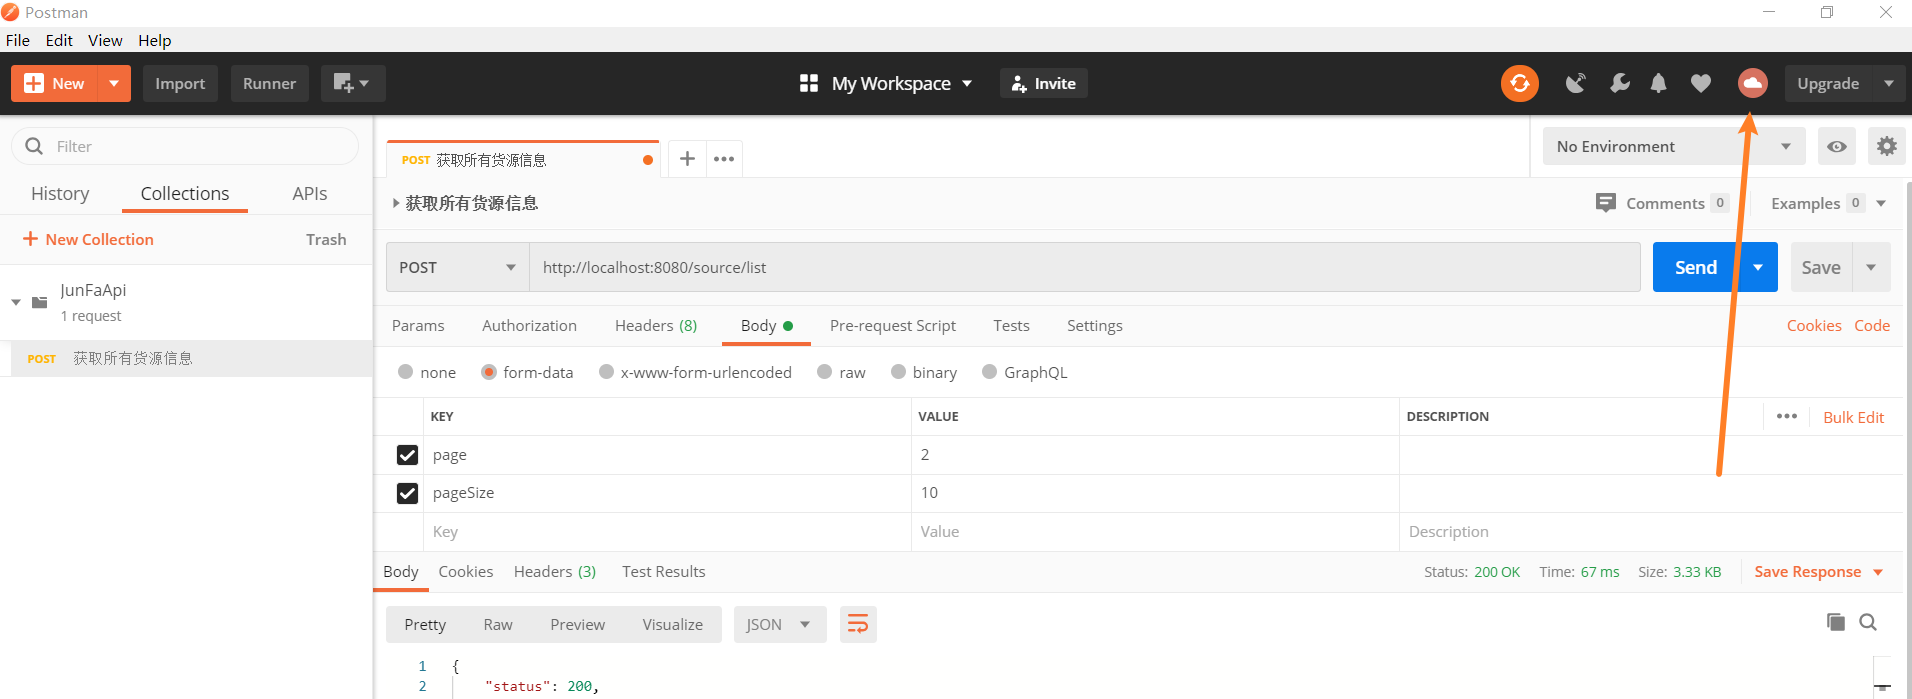 Postman
File Edit View Help
New Import Runner My Workspace Invite Upgrade
Filter
History Collections APIs
New Collection Trash
JunFaApi
1 request
POST 获取所有货源信息
POST 获取所有货源信息
No Environment
获取所有货源信息
Comments 0 Examples 0
POST http://localhost:8080/source/list Send Save
Params Authorization Headers (8) Body Pre-request Script Tests Settings Cookies Code
none form-data x-www-form-urlencoded raw binary GraphQL
KEY VALUE DESCRIPTION Bulk Edit
page 2
pageSize 10
Key Value Description
Body Cookies Headers (3) Test Results Status: 200 OK Time: 67 ms Size: 3.33 KB Save Response
Pretty Raw Preview Visualize JSON
1 {
2 "status": 200,